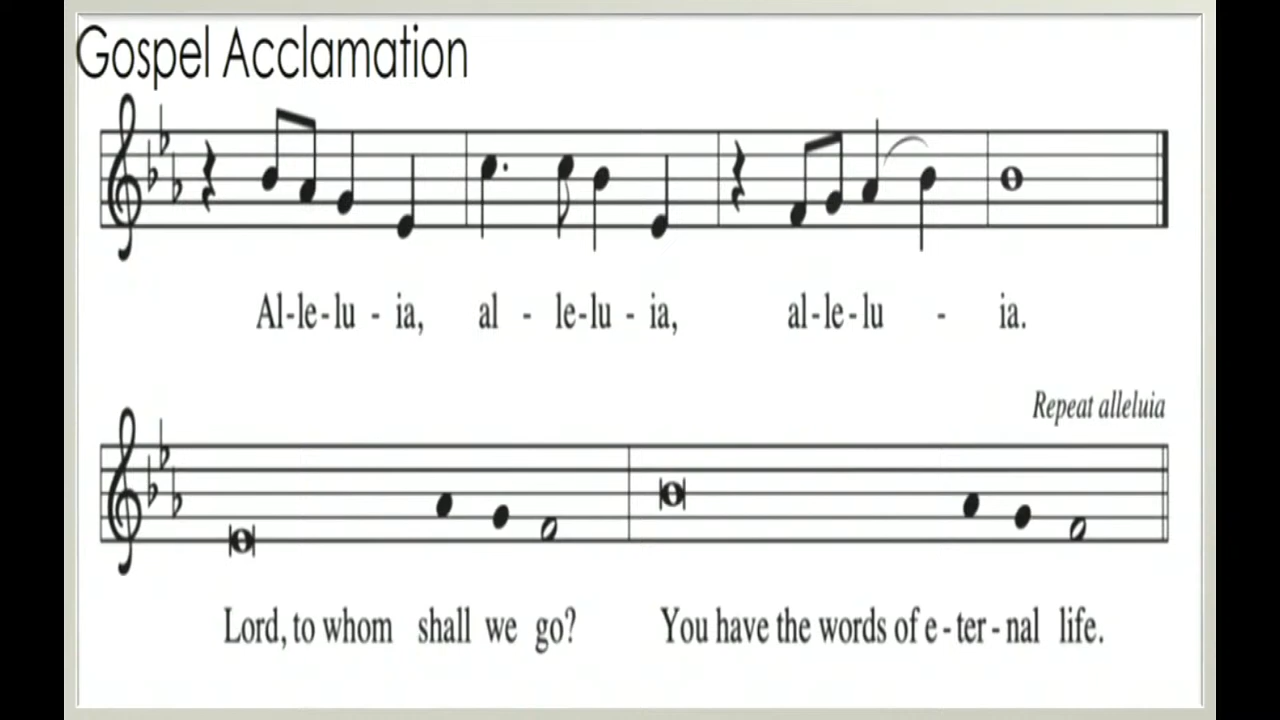 Gospel Acclamation
Al-le-lu - ia, al - le-lu - ia, al-le-lu - ia.
Repeat alleluia
Lord, to whom shall we go? You have the words of e-ter-nal life.